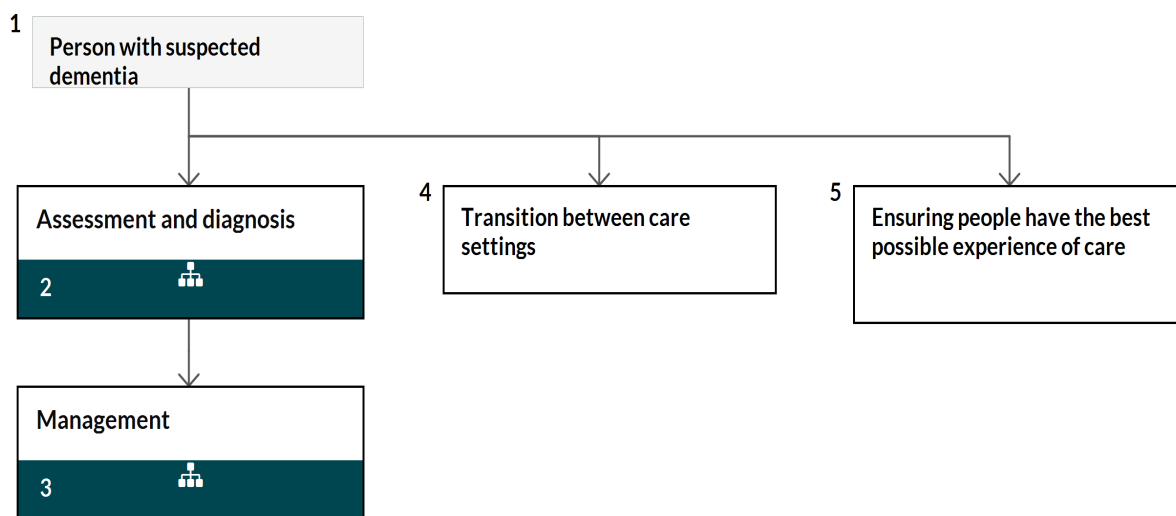 1
Person with suspected
dementia
Assessment and diagnosis
2
4
Transition between care
settings
5
Ensuring people have the best
possible experience of care
Management
3